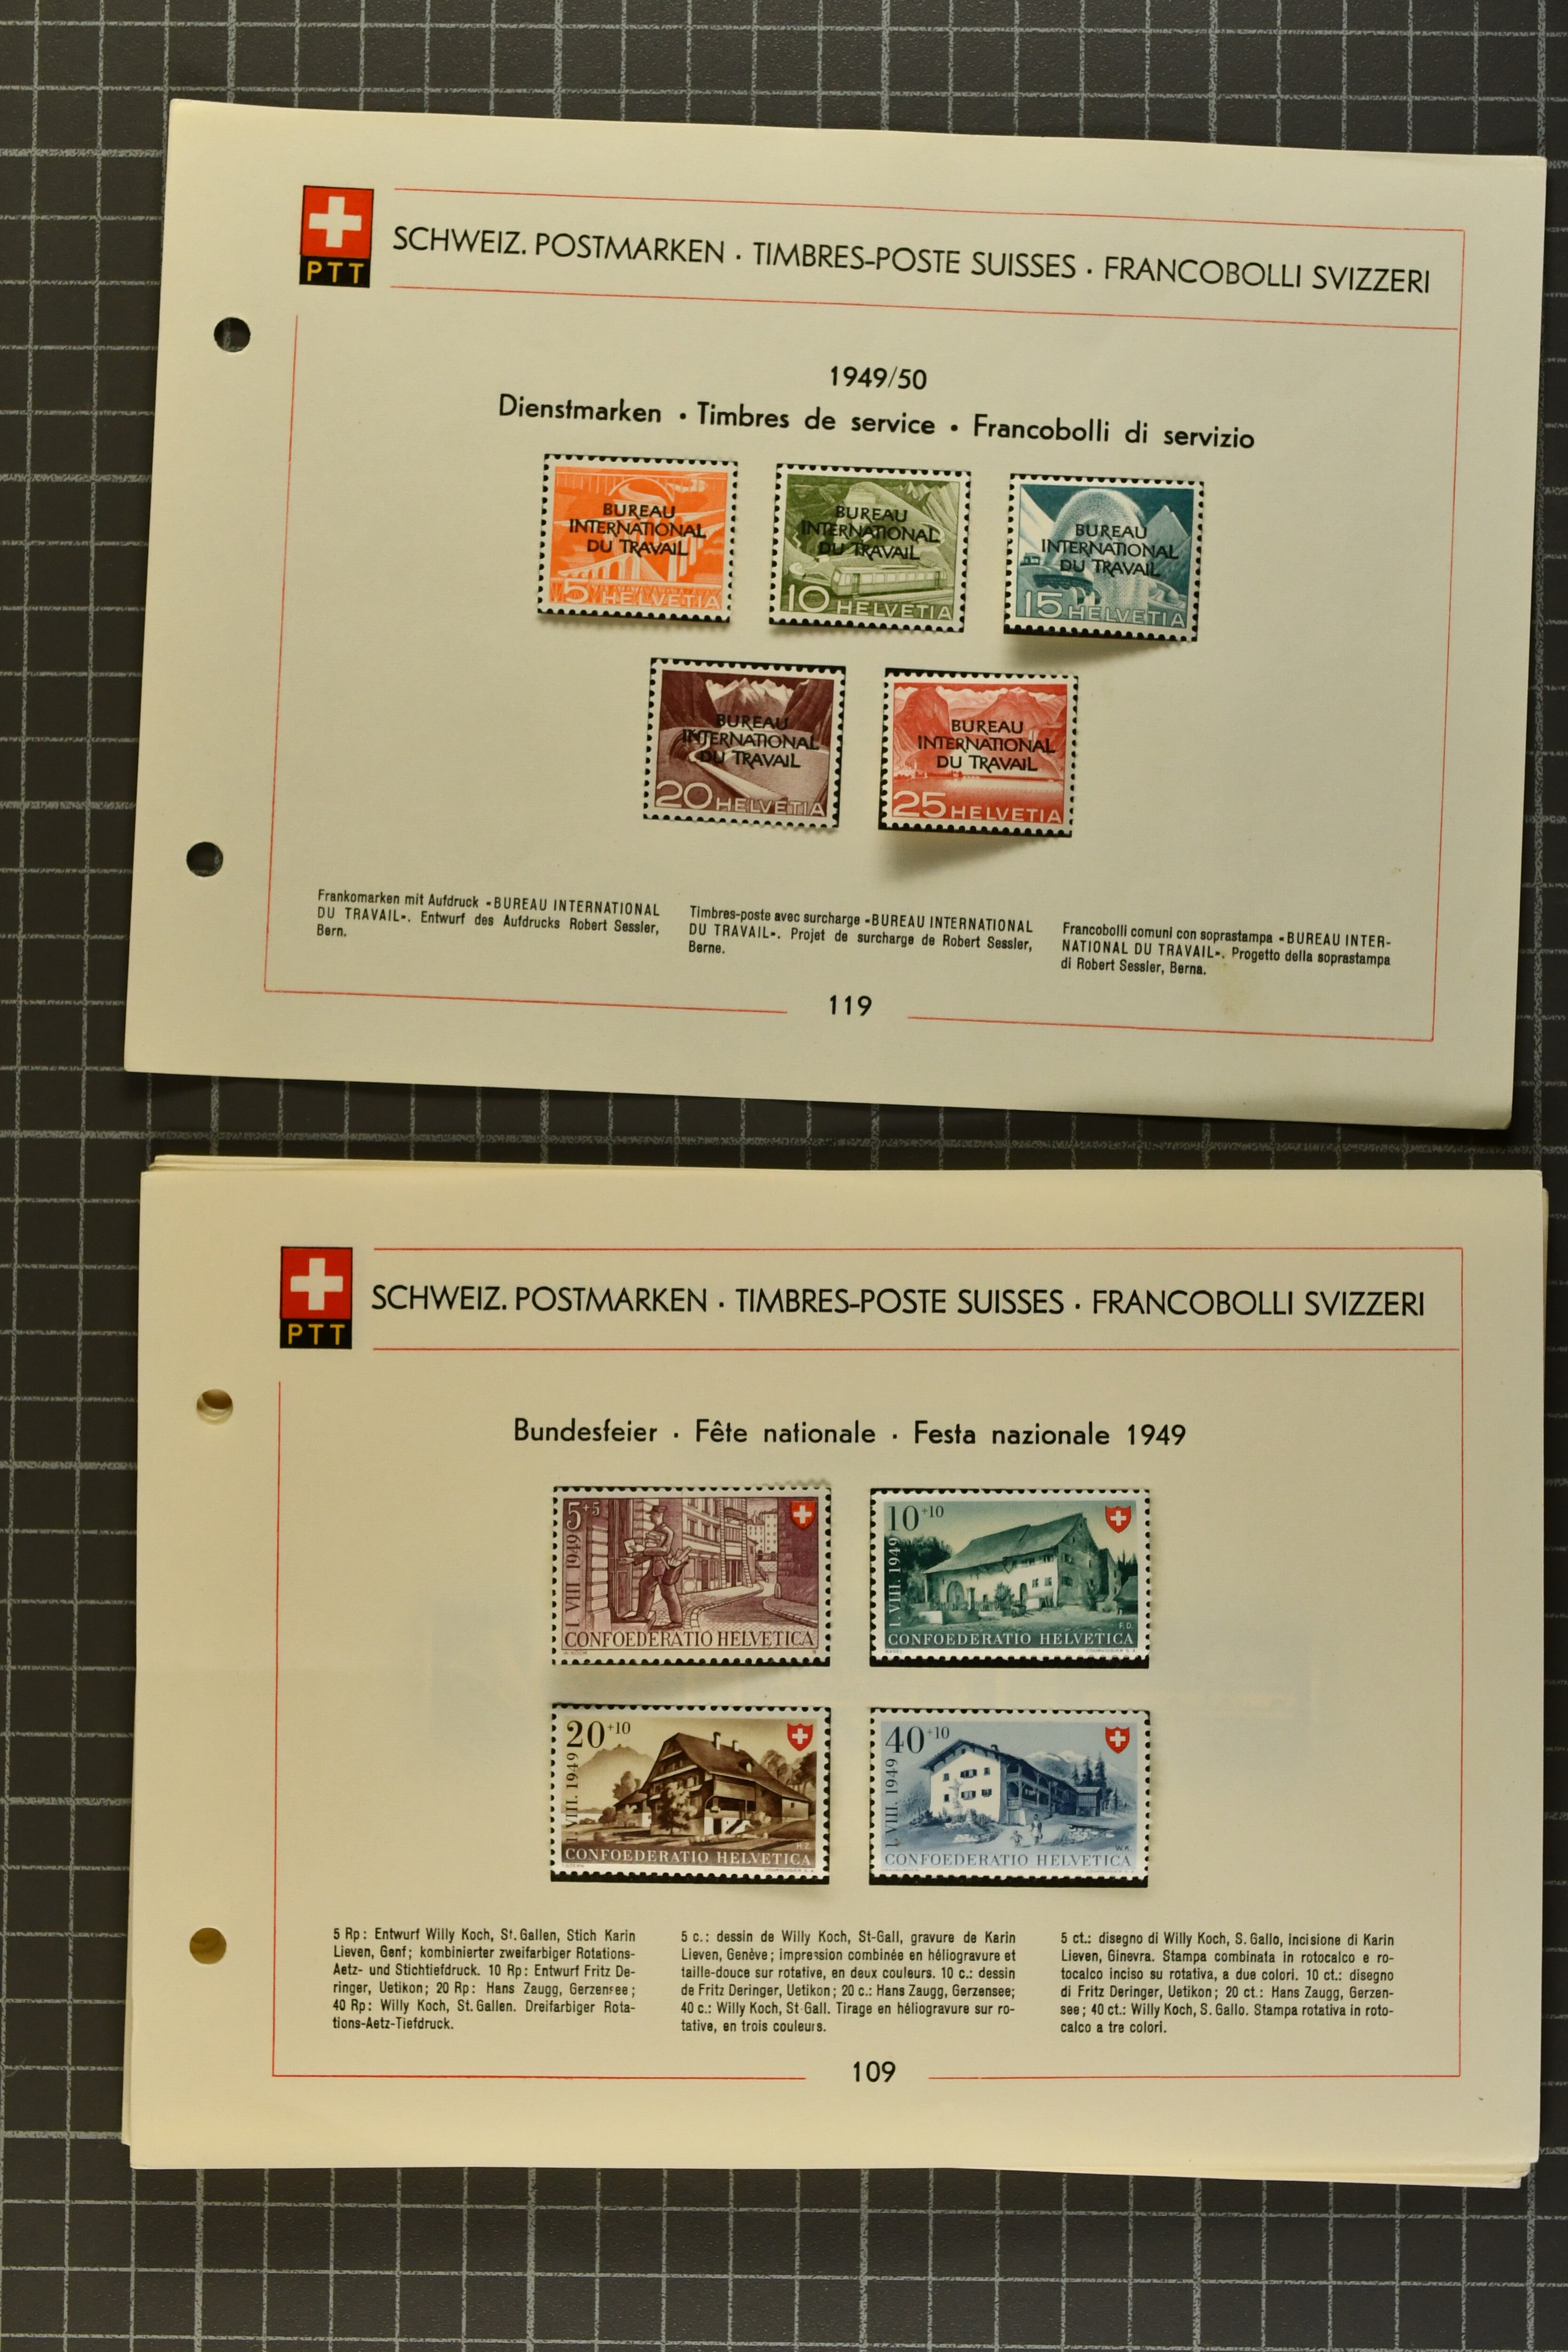 PTT
SCHWEIZ. POSTMARKEN · TIMBRES-POSTE SUISSES · FRANCOBOLLI SVIZZERI
1949/50
Dienstmarken • Timbres de service • Francobolli di servizio
BUREAU
INTERNATIONAL
DU TRAVAIL
5 HELVETIA
BUREAU
INTERNATIONAL
DU TRAVAIL
10 HELVETIA
BUREAU
INTERNATIONAL
DU TRAVAIL
15 HELVETIA
BUREAU
INTERNATIONAL
DU TRAVAIL
20 HELVETIA
BUREAU
INTERNATIONAL
DU TRAVAIL
25 HELVETIA
Frankomarken mit Aufdruck «BUREAU INTERNATIONAL
DU TRAVAIL». Entwurf des Aufdrucks Robert Sessler,
Bern.
Timbres-poste avec surcharge «BUREAU INTERNATIONAL
DU TRAVAIL». Projet de surcharge de Robert Sessler,
Berne.
Francobolli comuni con soprastampa «BUREAU INTER-
NATIONAL DU TRAVAIL». Progetto della soprastampa
di Robert Sessler, Berna.
119
PTT
SCHWEIZ. POSTMARKEN · TIMBRES-POSTE SUISSES · FRANCOBOLLI SVIZZERI
Bundesfeier · Fête nationale · Festa nazionale 1949
5+5
I. VIII. 1949
CONFOEDERATIO HELVETICA
10+10
I. VIII. 1949
F.D.
CONFOEDERATIO HELVETICA
20+10
I. VIII. 1949
H.Z.
CONFOEDERATIO HELVETICA
40+10
I. VIII. 1949
W.K.
CONFOEDERATIO HELVETICA
5 Rp: Entwurf Willy Koch, St. Gallen, Stich Karin
Lieven, Genf; kombinierter zweifarbiger Rotations-
Aetz- und Stichtiefdruck. 10 Rp: Entwurf Fritz De-
ringer, Uetikon; 20 Rp: Hans Zaugg, Gerzensee;
40 Rp: Willy Koch, St. Gallen. Dreifarbiger Rota-
tions-Aetz-Tiefdruck.
5 c.: dessin de Willy Koch, St-Gall, gravure de Karin
Lieven, Genève; impression combinée en héliogravure et
taille-douce sur rotative, en deux couleurs. 10 c.: dessin
de Fritz Deringer, Uetikon; 20 c.: Hans Zaugg, Gerzensee;
40 c.: Willy Koch, St Gall. Tirage en héliogravure sur ro-
tative, en trois couleurs.
5 ct.: disegno di Willy Koch, S. Gallo, Incisione di Karin
Lieven, Ginevra. Stampa combinata in rotocalco e ro-
tocalco inciso su rotativa, a due colori. 10 ct.: disegno
di Fritz Deringer, Uetikon; 20 ct.: Hans Zaugg, Gerzen-
see; 40 ct.: Willy Koch, S. Gallo. Stampa rotativa in roto-
calco a tre colori.
109